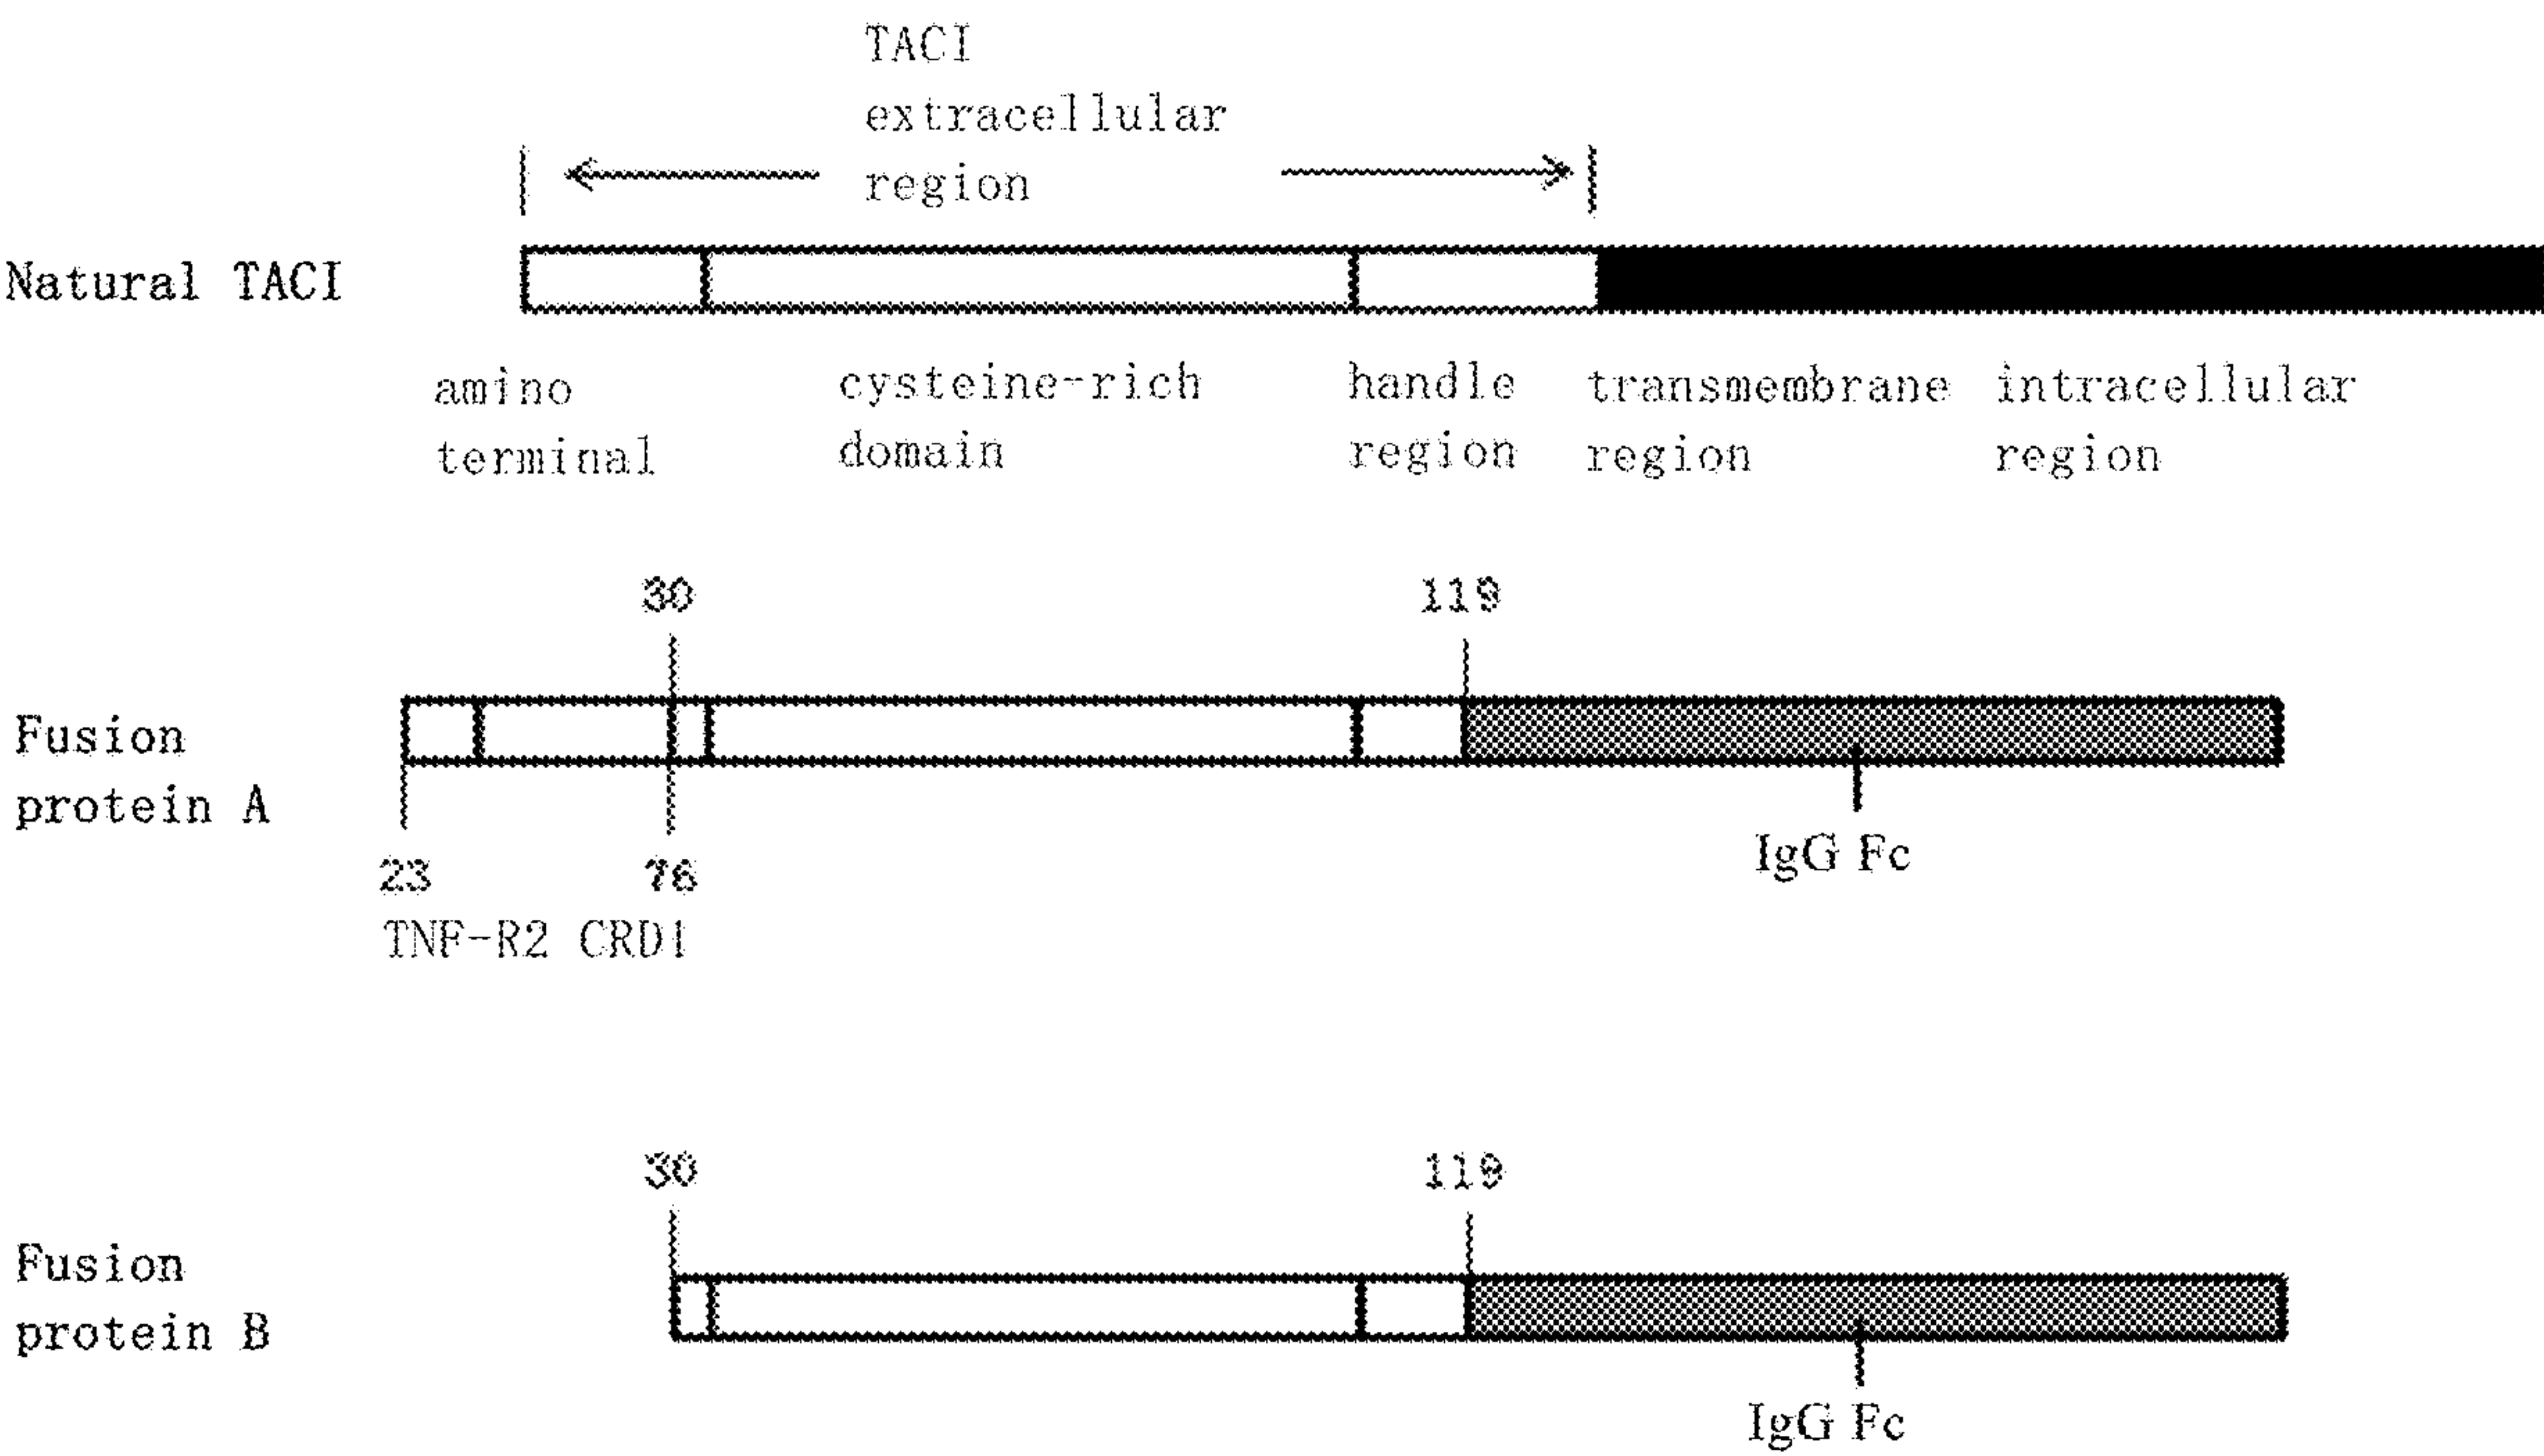 TACI
extracellular
region
Natural TACI
amino
terminal
cysteine-rich
domain
handle
region
transmembrane
region
intracellular
region
30
119
Fusion
protein A
23
76
TNF-R2 CRD1
IgG Fc
30
119
Fusion
protein B
IgG Fc